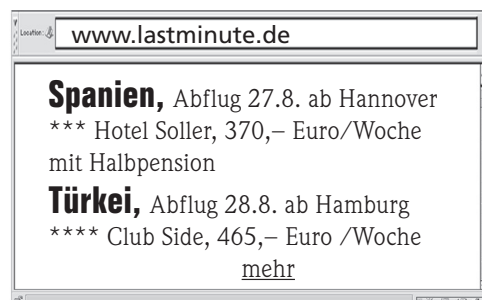 Location:
www.lastminute.de
Spanien, Abflug 27.8. ab Hannover
*** Hotel Soller, 370,– Euro/Woche
mit Halbpension
Türkei, Abflug 28.8. ab Hamburg
**** Club Side, 465,– Euro /Woche
mehr